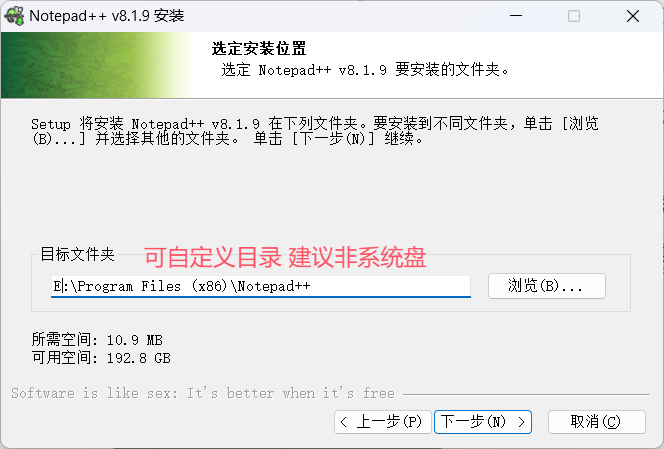 Notepad++ v8.1.9 安装
选定安装位置
选定 Notepad++ v8.1.9 要安装的文件夹。
Setup 将安装 Notepad++ v8.1.9 在下列文件夹。要安装到不同文件夹，单击 [浏览
(B)...] 并选择其他的文件夹。 单击 [下一步(N)] 继续。
目标文件夹
可自定义目录 建议非系统盘
E:\Program Files (x86)\Notepad++
浏览(B)...
所需空间: 10.9 MB
可用空间: 192.8 GB
Software is like sex: It's better when it's free
< 上一步(P)
下一步(N) >
取消(C)